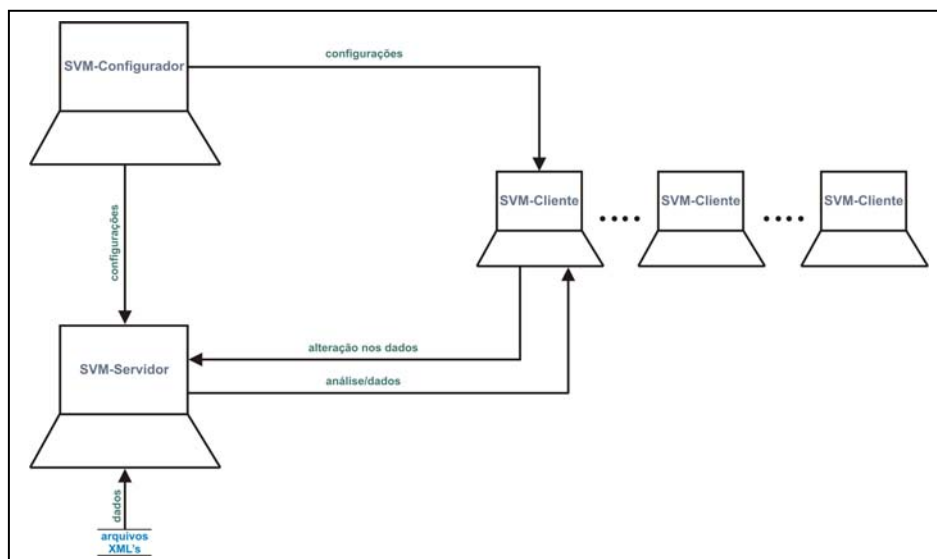 configurações
SVM-Configurador
configurações
SVM-Cliente
SVM-Cliente
SVM-Cliente
alteração nos dados
SVM-Servidor
análise/dados
dados
arquivos
XML's